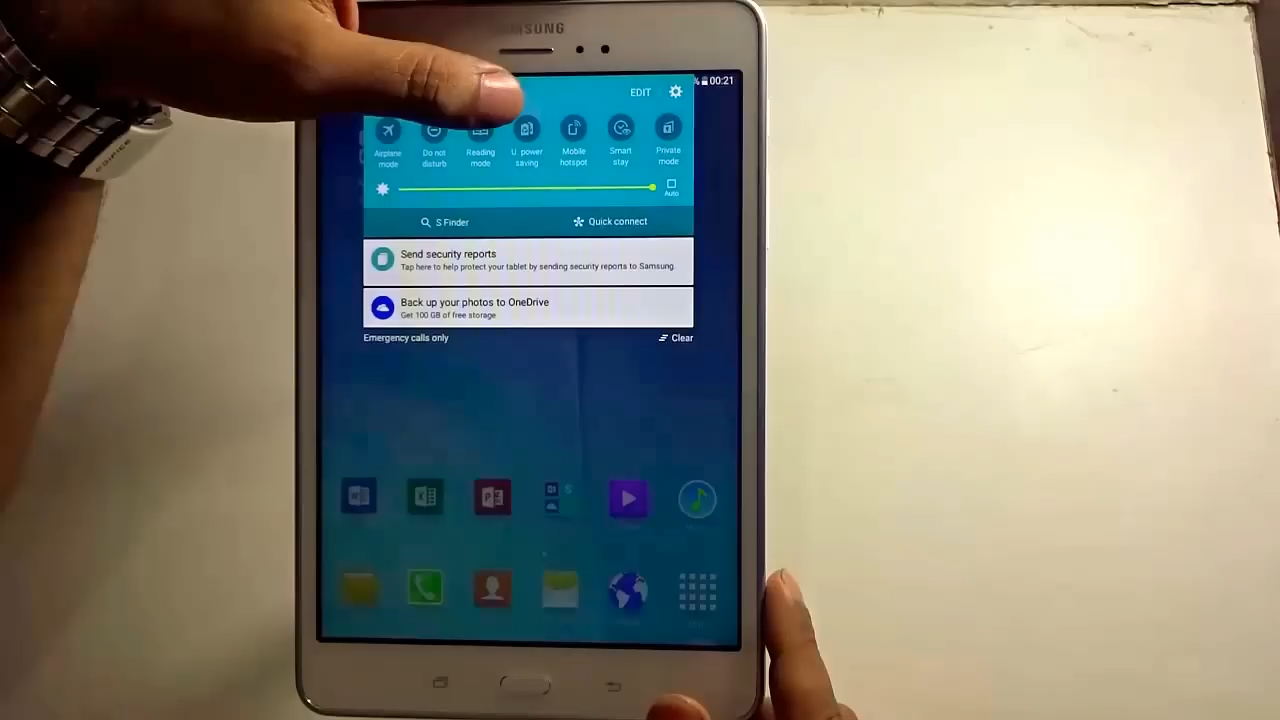 SAMSUNG
% 00:21
EDIT
Airplane mode
Do not disturb
Reading mode
U. power saving
Mobile hotspot
Smart stay
Private mode
Auto
S Finder
Quick connect
Send security reports
Tap here to help protect your tablet by sending security reports to Samsung.
Back up your photos to OneDrive
Get 100 GB of free storage
Emergency calls only
Clear
EDIFICE